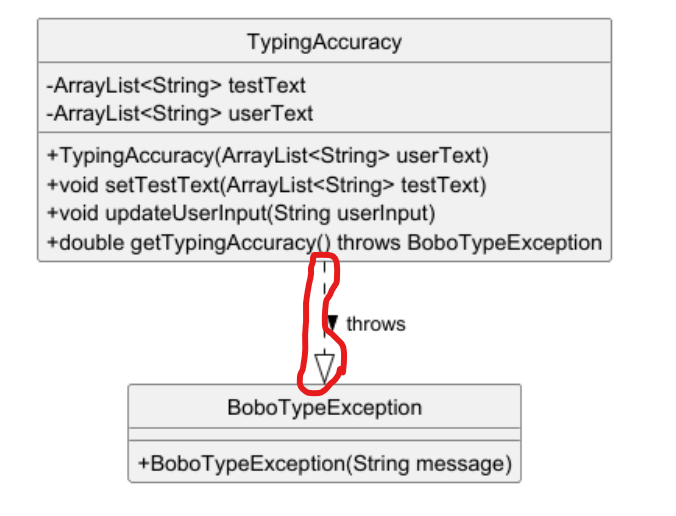 TypingAccuracy
-ArrayList<String> testText
-ArrayList<String> userText
+TypingAccuracy(ArrayList<String> userText)
+void setTestText(ArrayList<String> testText)
+void updateUserInput(String userInput)
+double getTypingAccuracy() throws BoboTypeException
throws
BoboTypeException
+BoboTypeException(String message)